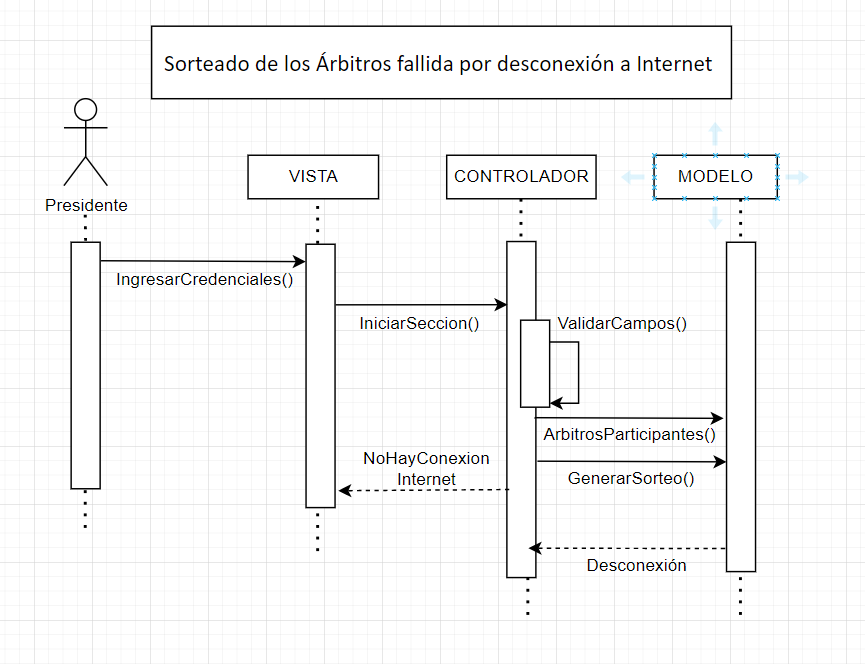 Sorteado de los Árbitros fallida por desconexión a Internet
VISTA
CONTROLADOR
MODELO
Presidente
IngresarCredenciales()
IniciarSeccion()
ValidarCampos()
ArbitrosParticipantes()
NoHayConexion
Internet
GenerarSorteo()
Desconexión